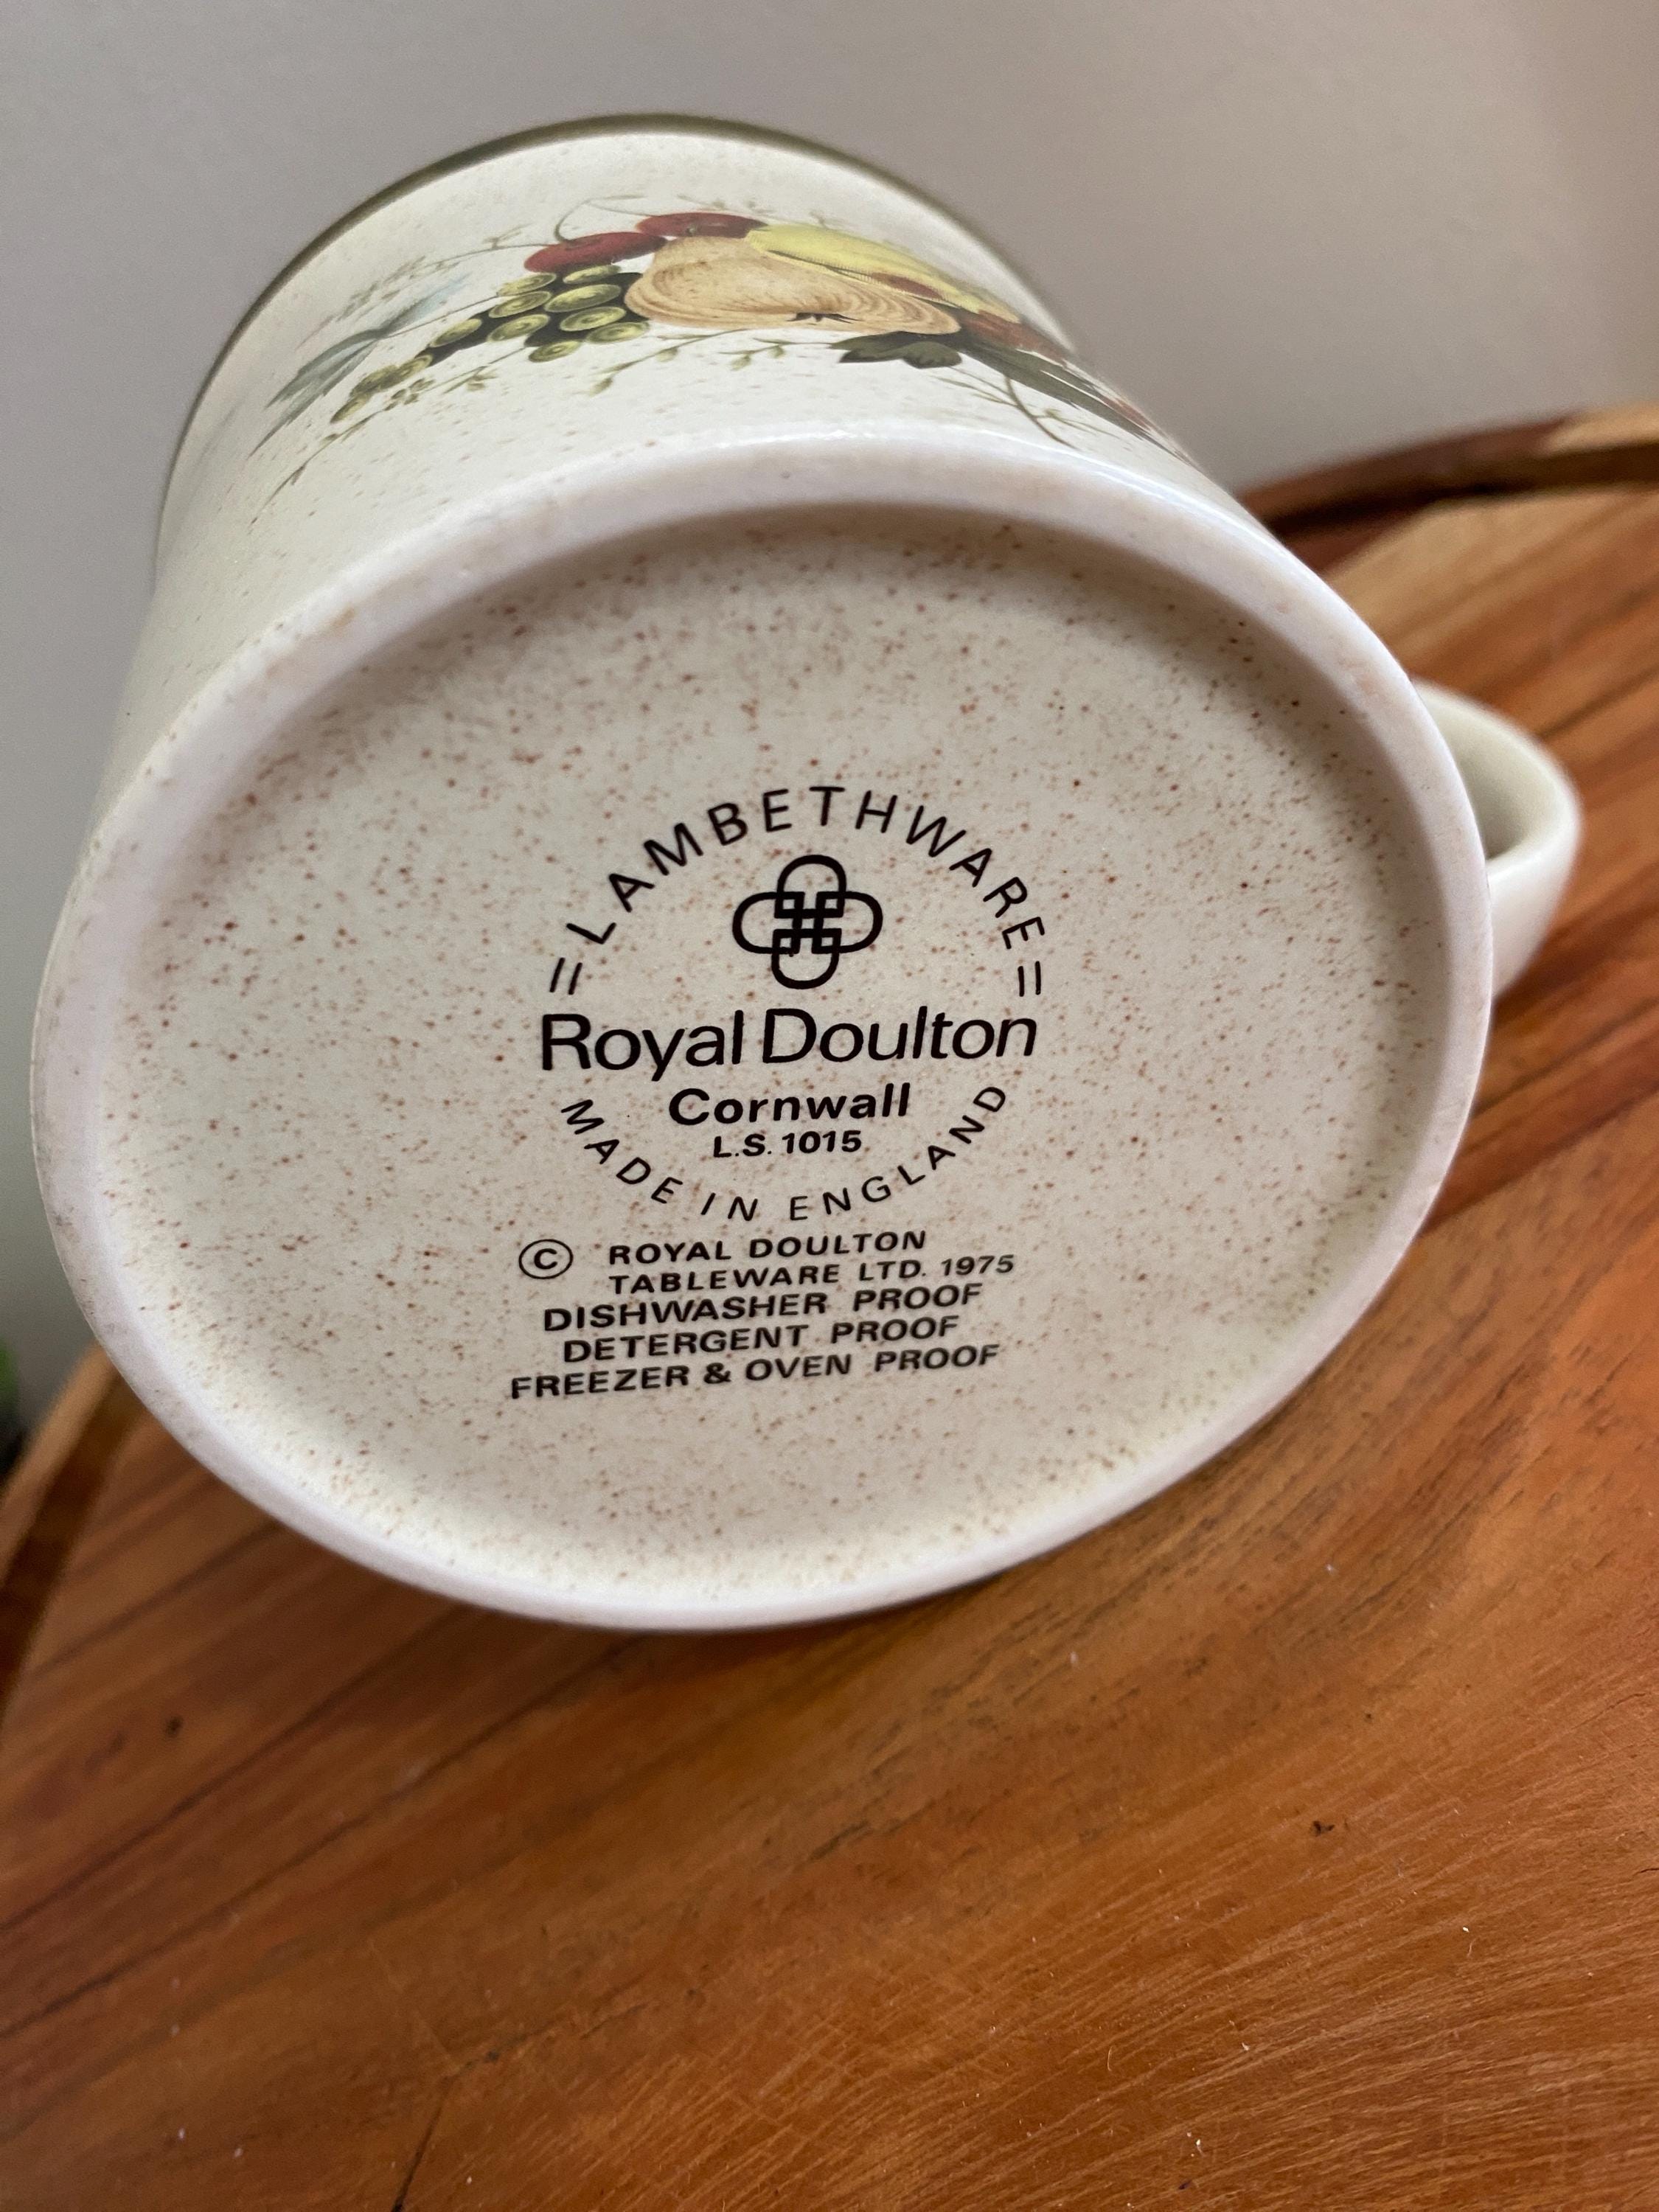 = LAMBETHWARE =
Royal Doulton
Cornwall
L.S. 1015
MADE IN ENGLAND
© ROYAL DOULTON
TABLEWARE LTD. 1975
DISHWASHER PROOF
DETERGENT PROOF
FREEZER & OVEN PROOF